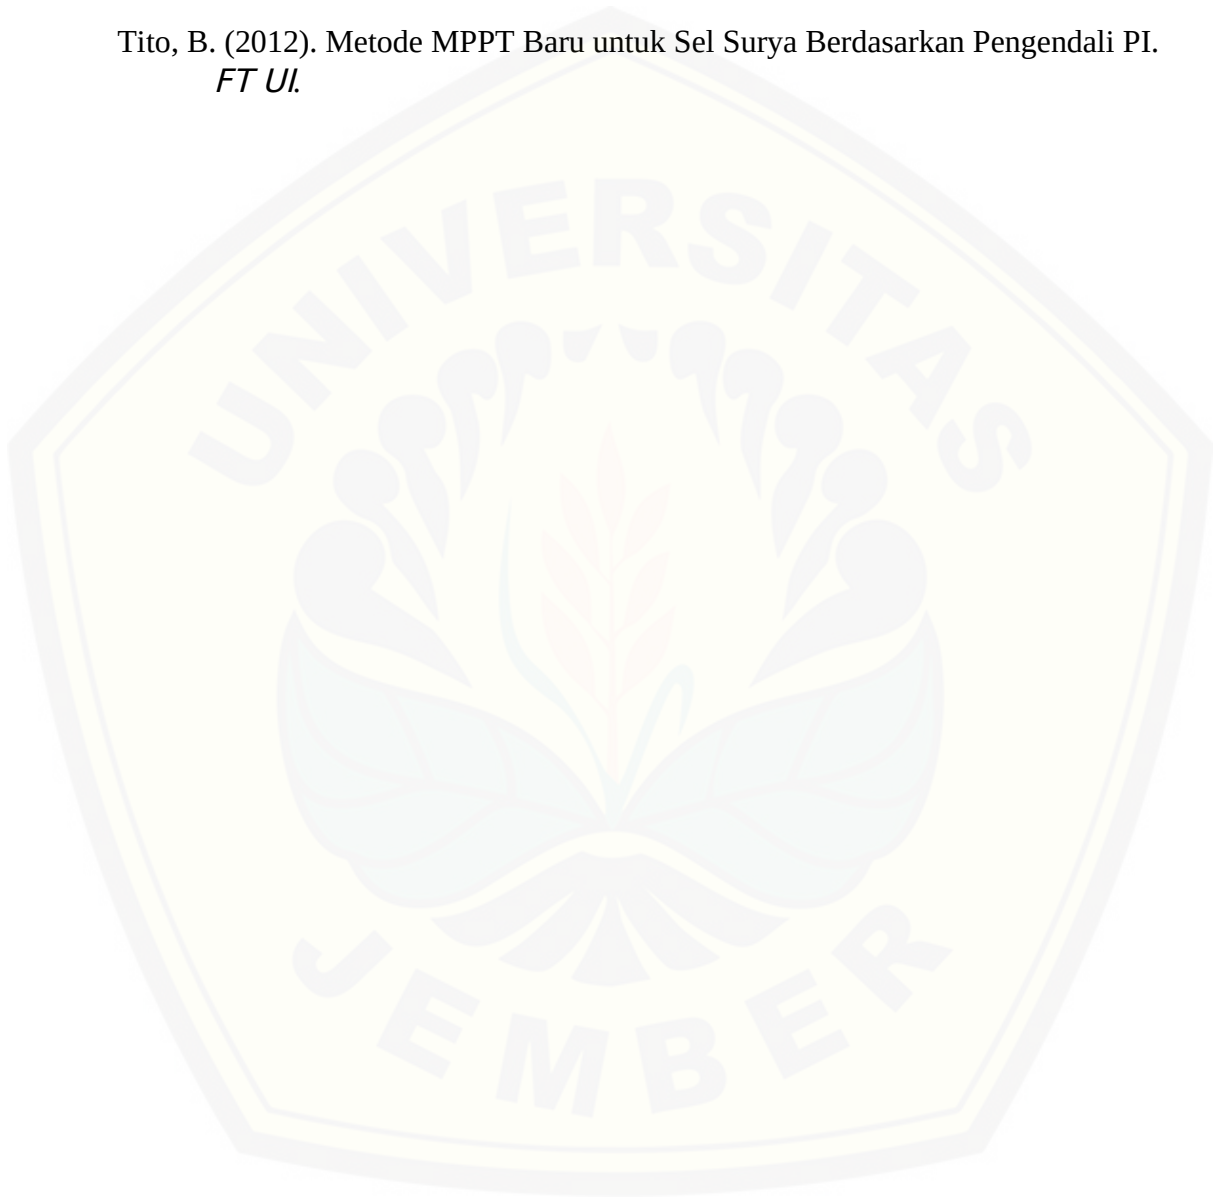 Tito, B. (2012). Metode MPPT Baru untuk Sel Surya Berdasarkan Pengendali PI.
FT UI.
UNIVERSITAS
JEMBER